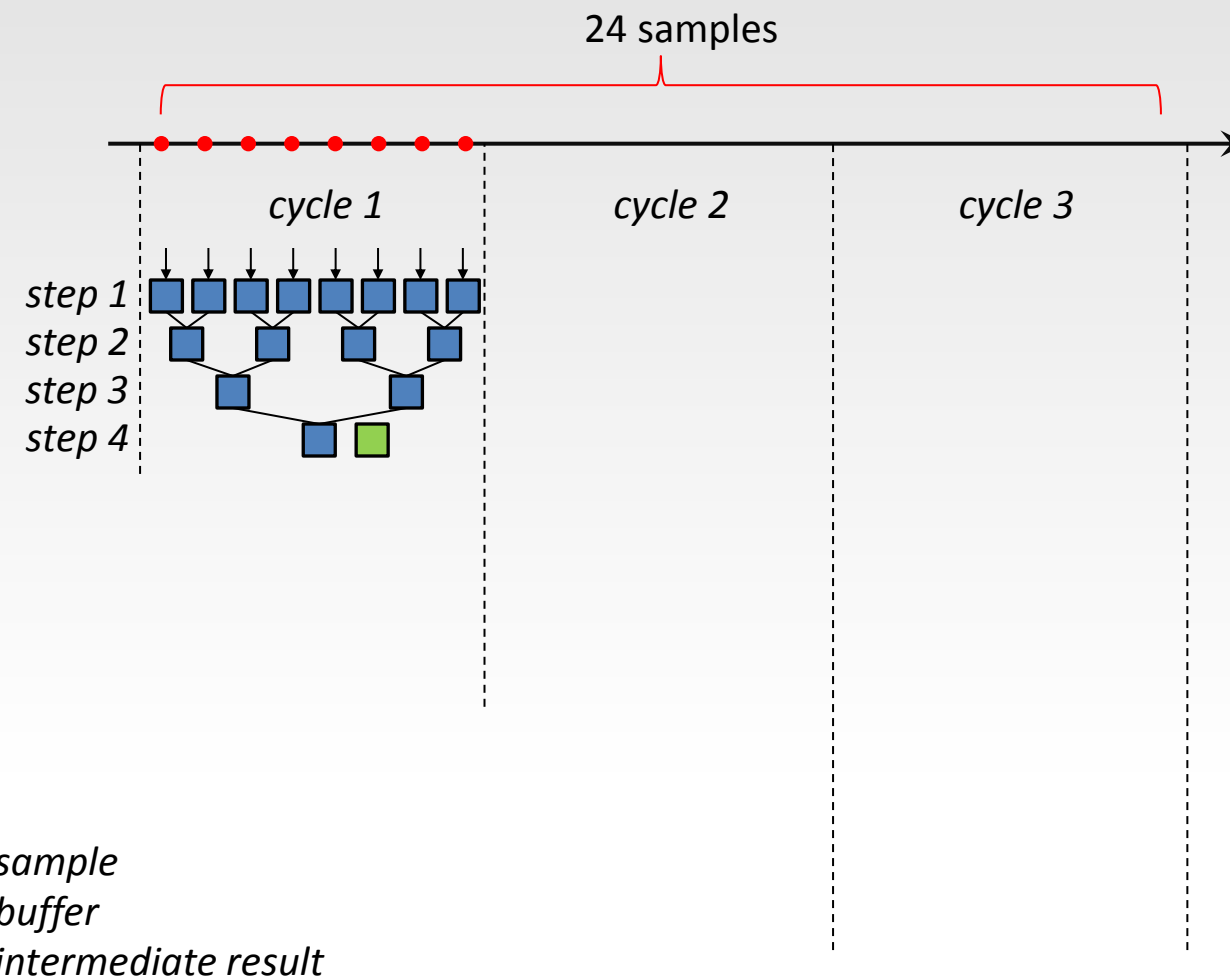 24 samples
cycle 1
cycle 2
cycle 3
step 1
step 2
step 3
step 4
sample
buffer
intermediate result